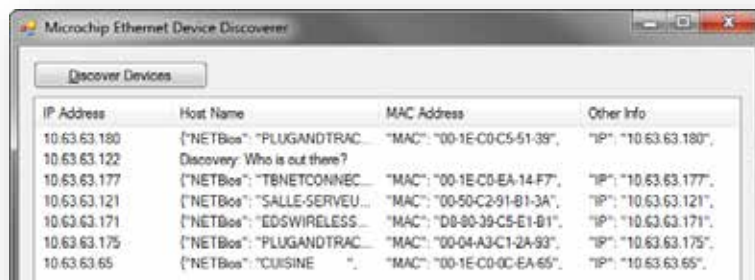 Microchip Ethernet Device Discoverer
Discover Devices
IP Address Host Name MAC Address Other Info
10.63.63.180 {"NETBios": "PLUGANDTRAC... "MAC": "00-1E-C0-C5-51-39", "IP": "10.63.63.180",
10.63.63.122 Discovery: Who is out there?
10.63.63.177 {"NETBios": "TBNETCONNEC... "MAC": "00-1E-C0-EA-14-F7", "IP": "10.63.63.177",
10.63.63.121 {"NETBios": "SALLE-SERVEU... "MAC": "00-50-C2-91-B1-3A", "IP": "10.63.63.121",
10.63.63.171 {"NETBios": "EDSWIRELESS... "MAC": "D8-80-39-C5-E1-B1", "IP": "10.63.63.171",
10.63.63.175 {"NETBios": "PLUGANDTRAC... "MAC": "00-04-A3-C1-2A-93", "IP": "10.63.63.175",
10.63.63.65 {"NETBios": "CUISINE ", "MAC": "00-1E-C0-0C-EA-65", "IP": "10.63.63.65",